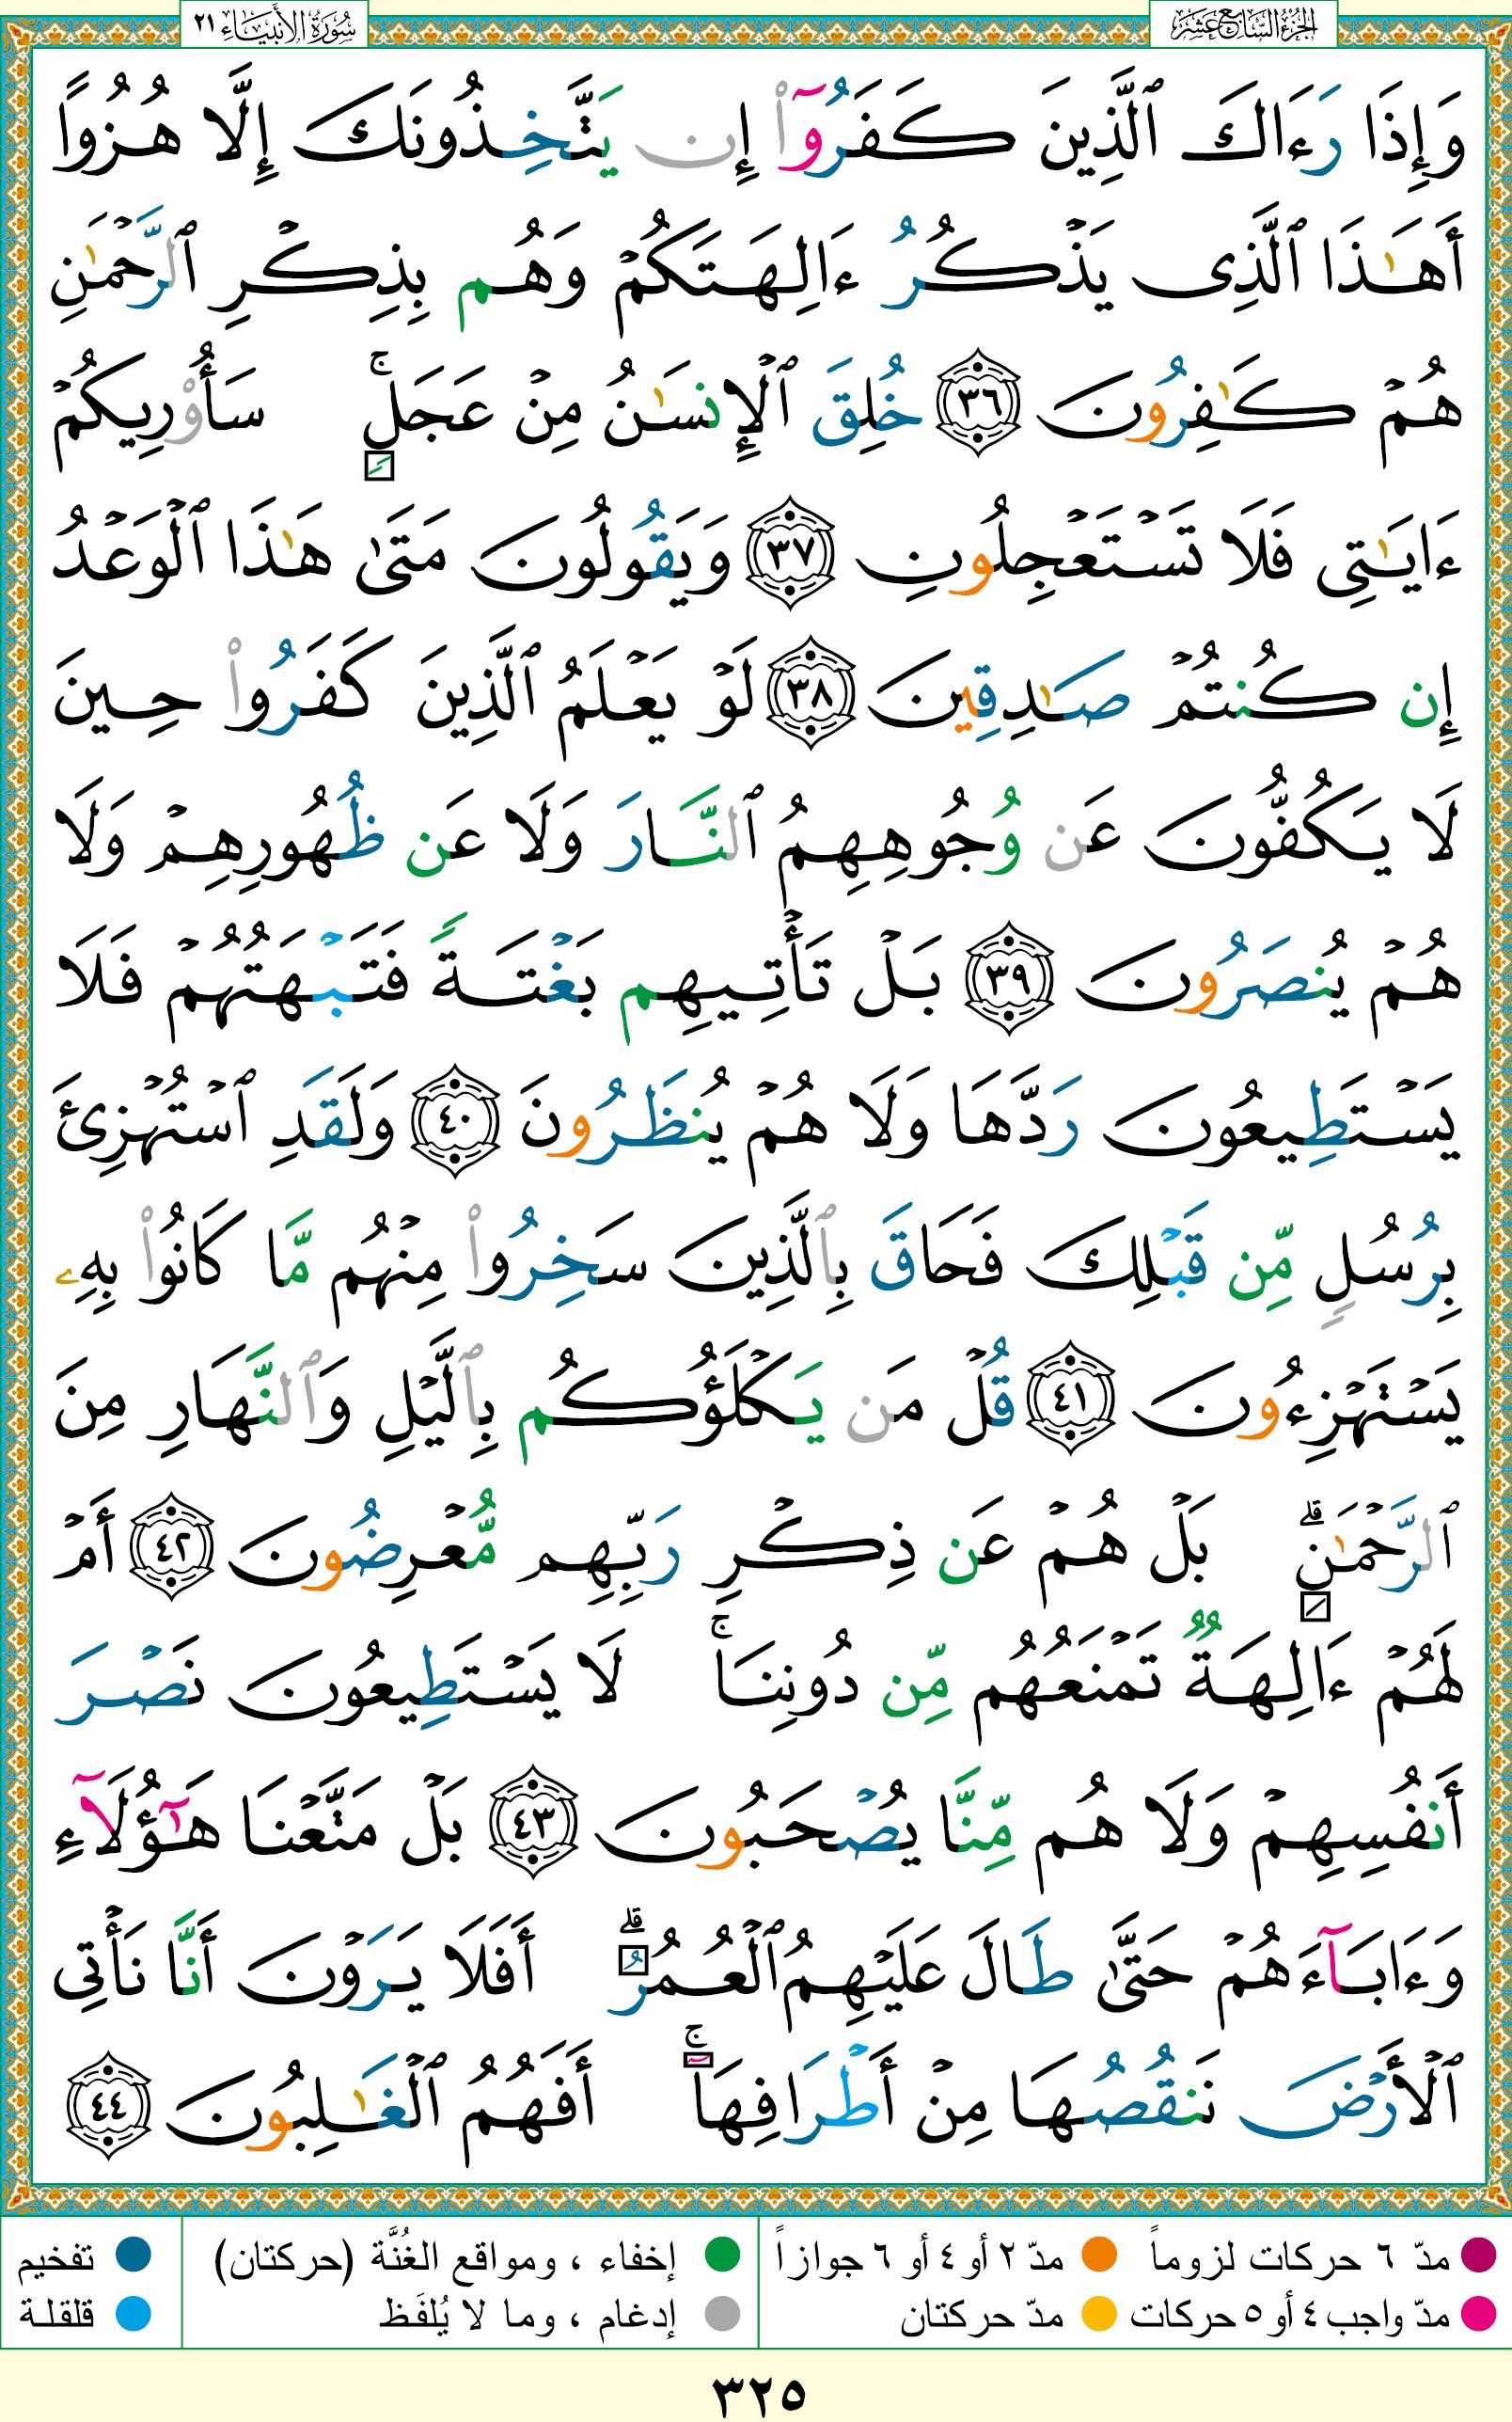 الجزء السابع عشر
سورة الأنبياء ٢١
وَإِذَا رَءَاكَ ٱلَّذِينَ كَفَرُوٓا۟ إِن يَتَّخِذُونَكَ إِلَّا هُزُوًا
أَهَـٰذَا ٱلَّذِى يَذْكُرُ ءَالِهَتَكُمْ وَهُم بِذِكْرِ ٱلرَّحْمَـٰنِ
هُمْ كَـٰفِرُونَ ٣٦ خُلِقَ ٱلْإِنسَـٰنُ مِنْ عَجَلٍ ۚ سَأُو۟رِيكُمْ
ءَايَـٰتِى فَلَا تَسْتَعْجِلُونِ ٣٧ وَيَقُولُونَ مَتَىٰ هَـٰذَا ٱلْوَعْدُ
إِن كُنتُمْ صَـٰدِقِينَ ٣٨ لَوْ يَعْلَمُ ٱلَّذِينَ كَفَرُوا۟ حِينَ
لَا يَكُفُّونَ عَن وُجُوهِهِمُ ٱلنَّارَ وَلَا عَن ظُهُورِهِمْ وَلَا
هُمْ يُنصَرُونَ ٣٩ بَلْ تَأْتِيهِم بَغْتَةً فَتَبْهَتُهُمْ فَلَا
يَسْتَطِيعُونَ رَدَّهَا وَلَا هُمْ يُنظَرُونَ ٤٠ وَلَقَدِ ٱسْتُهْزِئَ
بِرُسُلٍ مِّن قَبْلِكَ فَحَاقَ بِٱلَّذِينَ سَخِرُوا۟ مِنْهُم مَّا كَانُوا۟ بِهِۦ
يَسْتَهْزِءُونَ ٤١ قُلْ مَن يَكْلَؤُكُم بِٱلَّيْلِ وَٱلنَّهَارِ مِنَ
ٱلرَّحْمَـٰنِ ۗ بَلْ هُمْ عَن ذِكْرِ رَبِّهِم مُّعْرِضُونَ ٤٢ أَمْ
لَهُمْ ءَالِهَةٌ تَمْنَعُهُم مِّن دُونِنَا ۚ لَا يَسْتَطِيعُونَ نَصْرَ
أَنفُسِهِمْ وَلَا هُم مِّنَّا يُصْحَبُونَ ٤٣ بَلْ مَتَّعْنَا هَـٰٓؤُلَآءِ
وَءَابَآءَهُمْ حَتَّىٰ طَالَ عَلَيْهِمُ ٱلْعُمُرُ ۗ أَفَلَا يَرَوْنَ أَنَّا نَأْتِى
ٱلْأَرْضَ نَنقُصُهَا مِنْ أَطْرَافِهَآ ۚ أَفَهُمُ ٱلْغَـٰلِبُونَ ٤٤
مدّ ٦ حركات لزوماً مدّ ٢ أو ٤ أو ٦ جوازاً إخفاء ، ومواقع الغُنَّة (حركتان) تفخيم
مدّ واجب ٤ أو ٥ حركات مدّ حركتان إدغام ، وما لا يُلفَظ قلقلة
٣٢٥